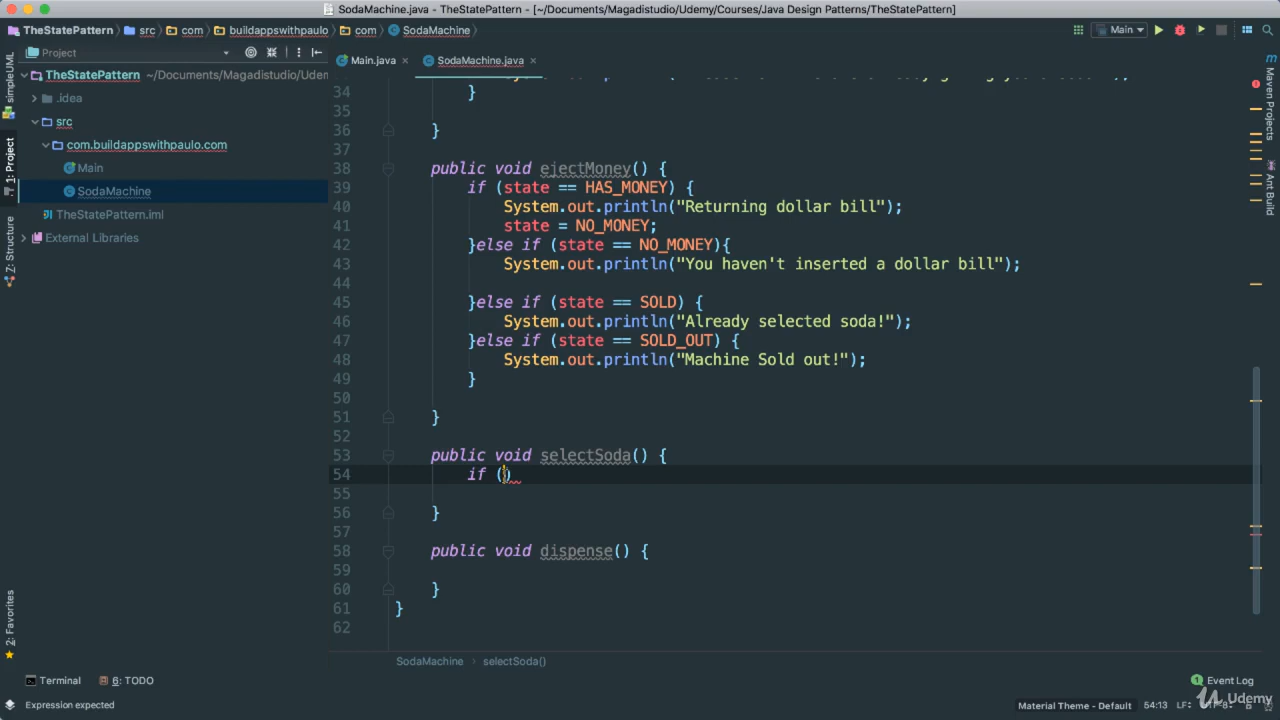 SodaMachine.java - TheStatePattern - [~/Documents/Magadistudio/Udemy/Courses/Java Design Patterns/TheStatePattern]
TheStatePattern src com buildappswithpaulo com SodaMachine Main
Project Main.java SodaMachine.java
TheStatePattern ~/Documents/Magadistudio/Udem
.idea
src
com.buildappswithpaulo.com
Main
SodaMachine
TheStatePattern.iml
External Libraries
simpleUML
1: Project
Z: Structure
2: Favorites
Maven Projects
Ant Build
34 }
35
36 }
37
38 public void ejectMoney() {
39 if (state == HAS_MONEY) {
40 System.out.println("Returning dollar bill");
41 state = NO_MONEY;
42 }else if (state == NO_MONEY){
43 System.out.println("You haven't inserted a dollar bill");
44
45 }else if (state == SOLD) {
46 System.out.println("Already selected soda!");
47 }else if (state == SOLD_OUT) {
48 System.out.println("Machine Sold out!");
49 }
50
51 }
52
53 public void selectSoda() {
54 if ()
55
56 }
57
58 public void dispense() {
59
60 }
61 }
62
SodaMachine selectSoda()
Terminal 6: TODO 1 Event Log
Expression expected Material Theme - Default 54:13 LF
Udemy